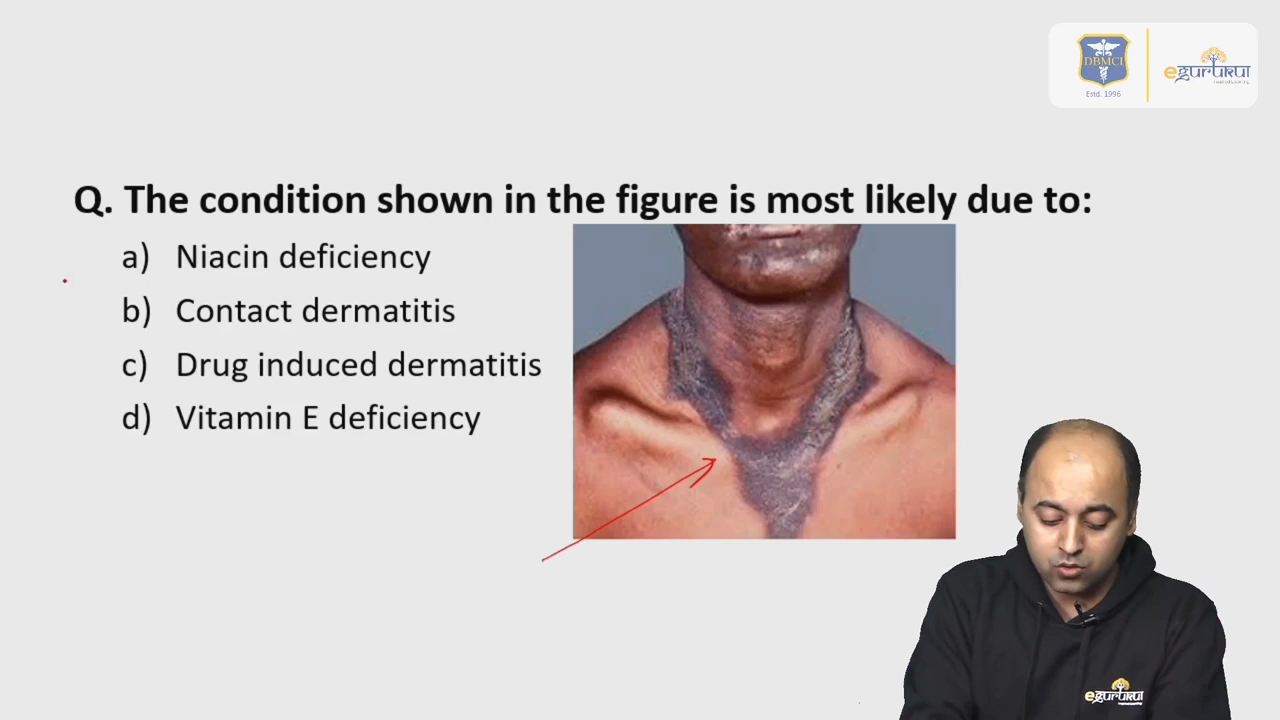 DBMCI
Estd. 1996
egurukul
Q. The condition shown in the figure is most likely due to:
a) Niacin deficiency
b) Contact dermatitis
c) Drug induced dermatitis
d) Vitamin E deficiency
egurukul